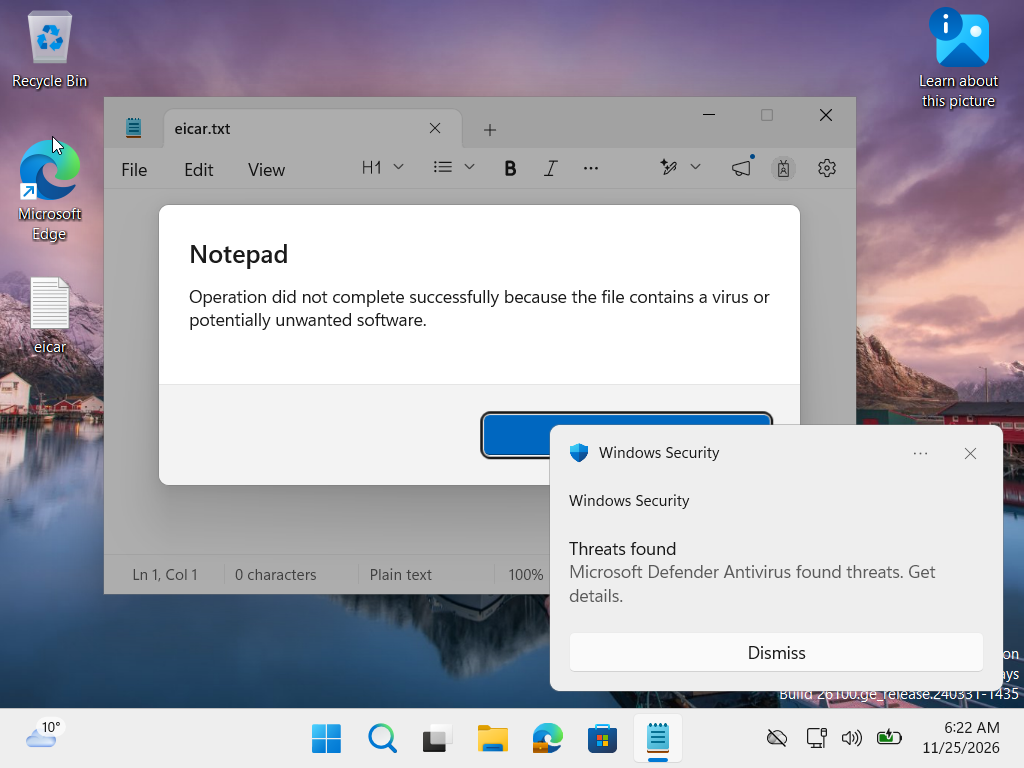 Recycle Bin
Learn about
this picture
Microsoft
Edge
eicar
eicar.txt
File
Edit
View
H1
B
I
Notepad
Operation did not complete successfully because the file contains a virus or
potentially unwanted software.
Ln 1, Col 1
0 characters
Plain text
100%
Windows Security
Windows Security
Threats found
Microsoft Defender Antivirus found threats. Get
details.
Dismiss
Build 26100.ge_release.240331-1435
10°
6:22 AM
11/25/2026